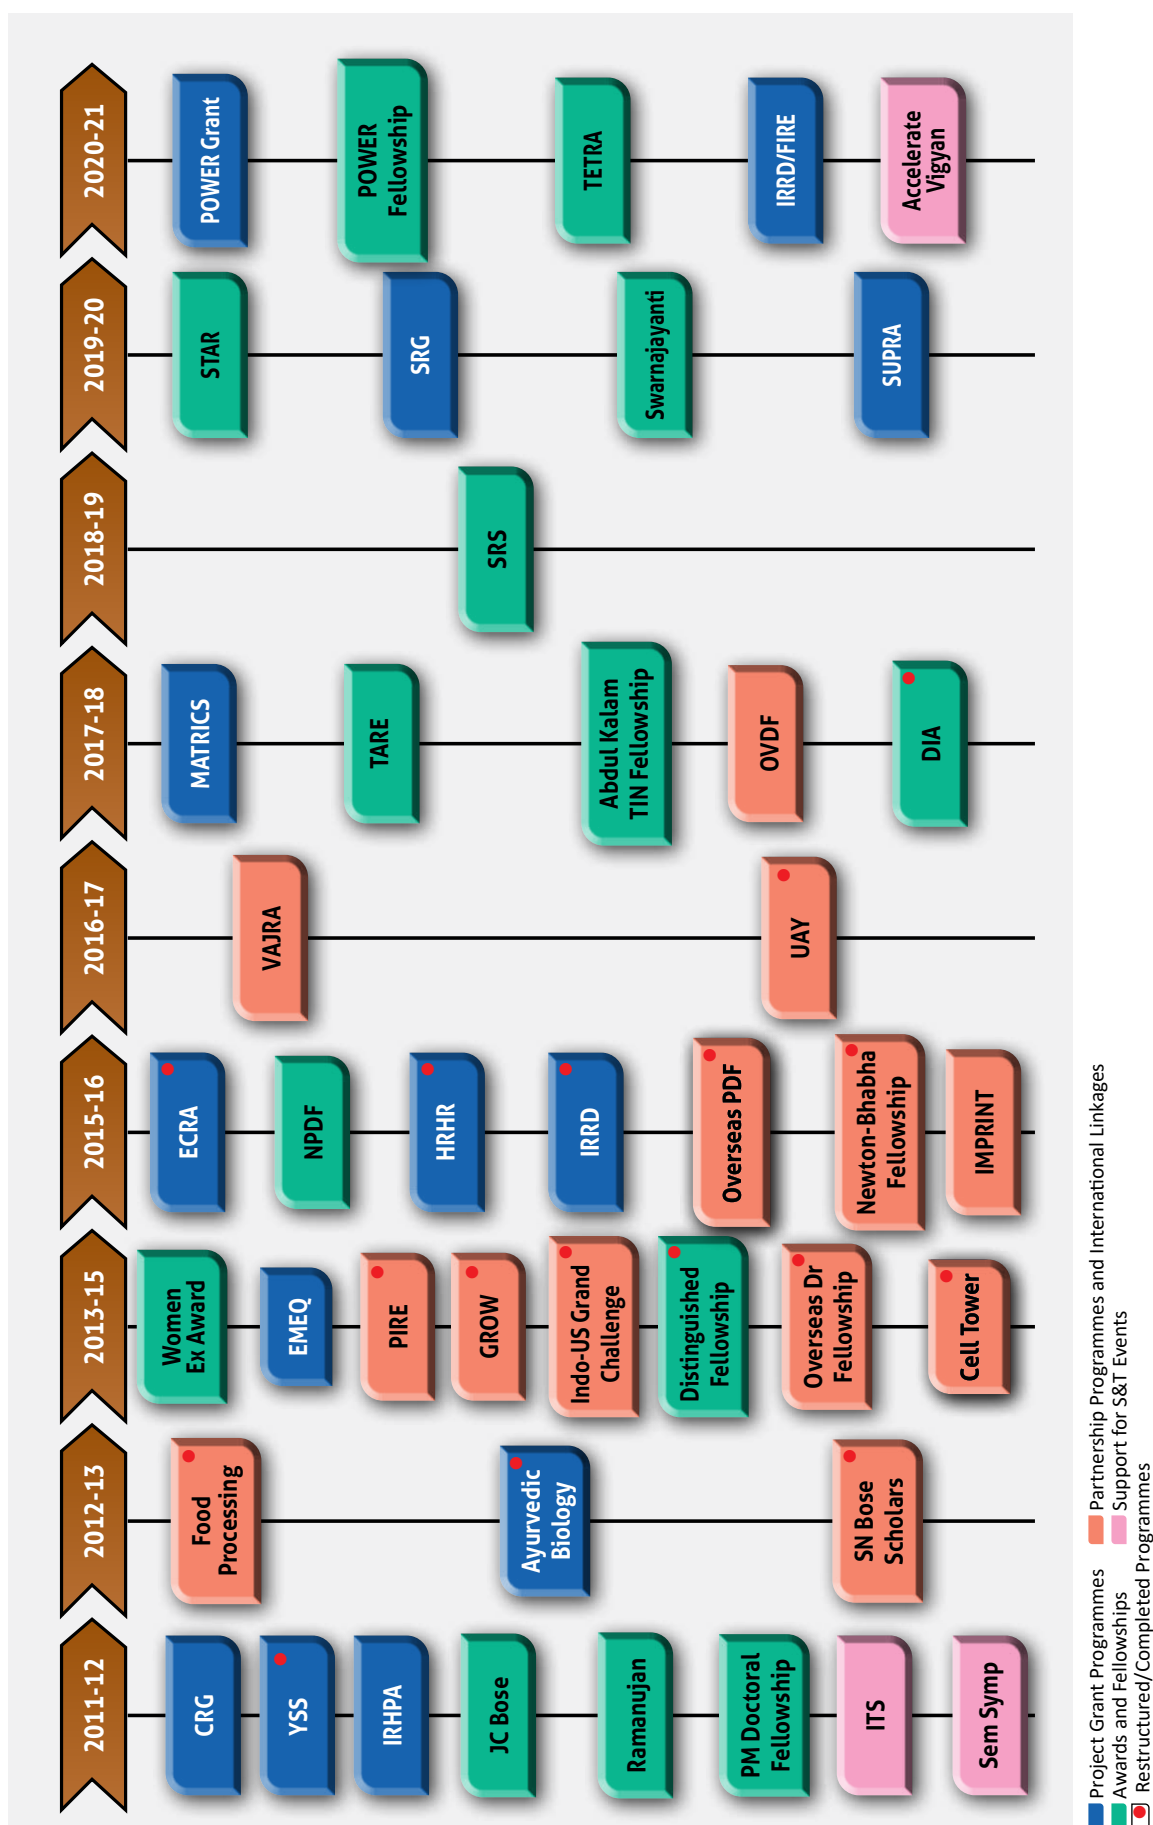 2011-12
CRG
YSS
IRHPA
JC Bose
Ramanujan
PM Doctoral
Fellowship
ITS
Sem Symp
2012-13
Food
Processing
Ayurvedic
Biology
SN Bose
Scholars
2013-15
Women
Ex Award
EMEQ
PIRE
GROW
Indo-US Grand
Challenge
Distinguished
Fellowship
Overseas Dr
Fellowship
Cell Tower
2015-16
ECRA
NPDF
HRHR
IRRD
Overseas PDF
Newton-Bhabha
Fellowship
IMPRINT
2016-17
VAJRA
UAY
2017-18
MATRICS
TARE
Abdul Kalam
TIN Fellowship
OVDF
DIA
2018-19
SRS
2019-20
STAR
SRG
Swarnajayanti
SUPRA
2020-21
POWER Grant
POWER
Fellowship
TETRA
IRRD/FIRE
Accelerate
Vigyan
Project Grant Programmes
Partnership Programmes and International Linkages
Awards and Fellowships
Support for S&T Events
Restructured/Completed Programmes